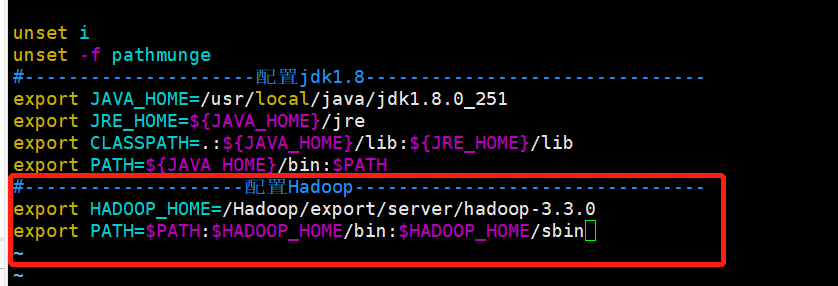 unset i
unset -f pathmunge
#---------------------配置jdk1.8-------------------------------
export JAVA_HOME=/usr/local/java/jdk1.8.0_251
export JRE_HOME=${JAVA_HOME}/jre
export CLASSPATH=.:${JAVA_HOME}/lib:${JRE_HOME}/lib
export PATH=${JAVA_HOME}/bin:$PATH
#--------------------配置Hadoop--------------------------------
export HADOOP_HOME=/Hadoop/export/server/hadoop-3.3.0
export PATH=$PATH:$HADOOP_HOME/bin:$HADOOP_HOME/sbin
~
~